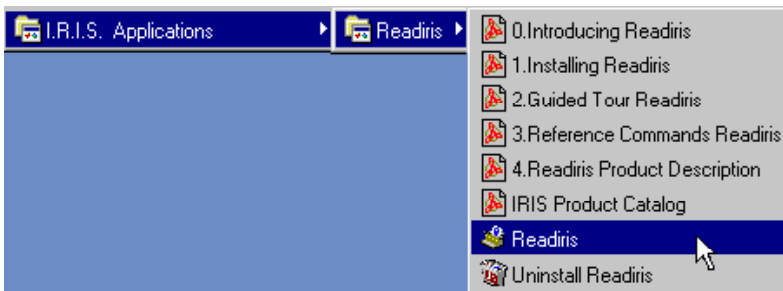 I.R.I.S. Applications
Readiris
0.Introducing Readiris
1.Installing Readiris
2.Guided Tour Readiris
3.Reference Commands Readiris
4.Readiris Product Description
IRIS Product Catalog
Readiris
Uninstall Readiris